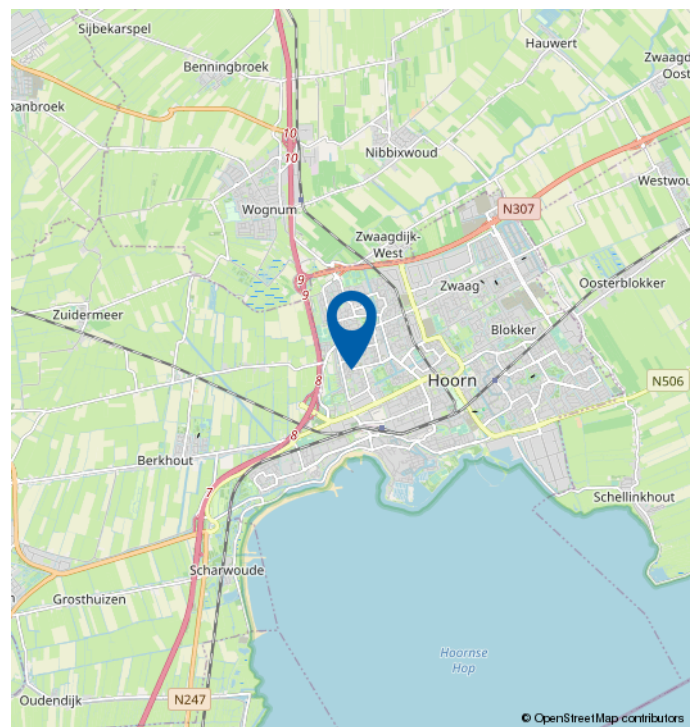 Sijbekarspel
Hauwert
Benningbroek
Zwaagd
Oost
panbroek
10
10
Nibbixwoud
Westwou
Wognum
N307
Zwaagdijk-
West
9
9
Zwaag
Oosterblokker
Zuidermeer
Blokker
8
Hoorn
N506
8
Berkhout
7
Schellinkhout
Scharwoude
Grosthuizen
Hoornse
Hop
Oudendijk
N247
© OpenStreetMap contributors